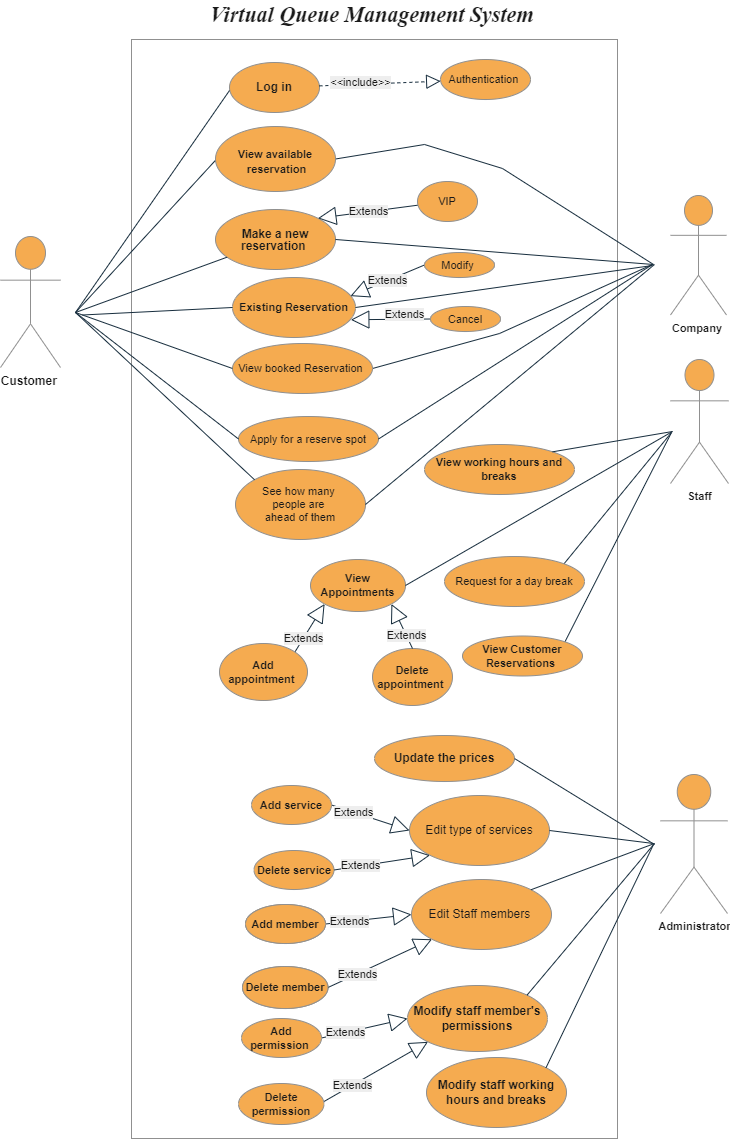 Virtual Queue Management System
Log in
<<include>>
Authentication
View available
reservation
VIP
Extends
Make a new
reservation
Extends
Modify
Existing Reservation
Extends
Cancel
View booked Reservation
Customer
Company
Apply for a reserve spot
View working hours and
breaks
See how many
people are
ahead of them
Staff
View
Appointments
Request for a day break
Extends
Extends
View Customer
Reservations
Add
appointment
Delete
appointment
Update the prices
Add service
Extends
Edit type of services
Delete service
Extends
Add member
Extends
Edit Staff members
Administrator
Delete member
Extends
Modify staff member's
permissions
Add
permission
Extends
Delete
permission
Extends
Modify staff working
hours and breaks